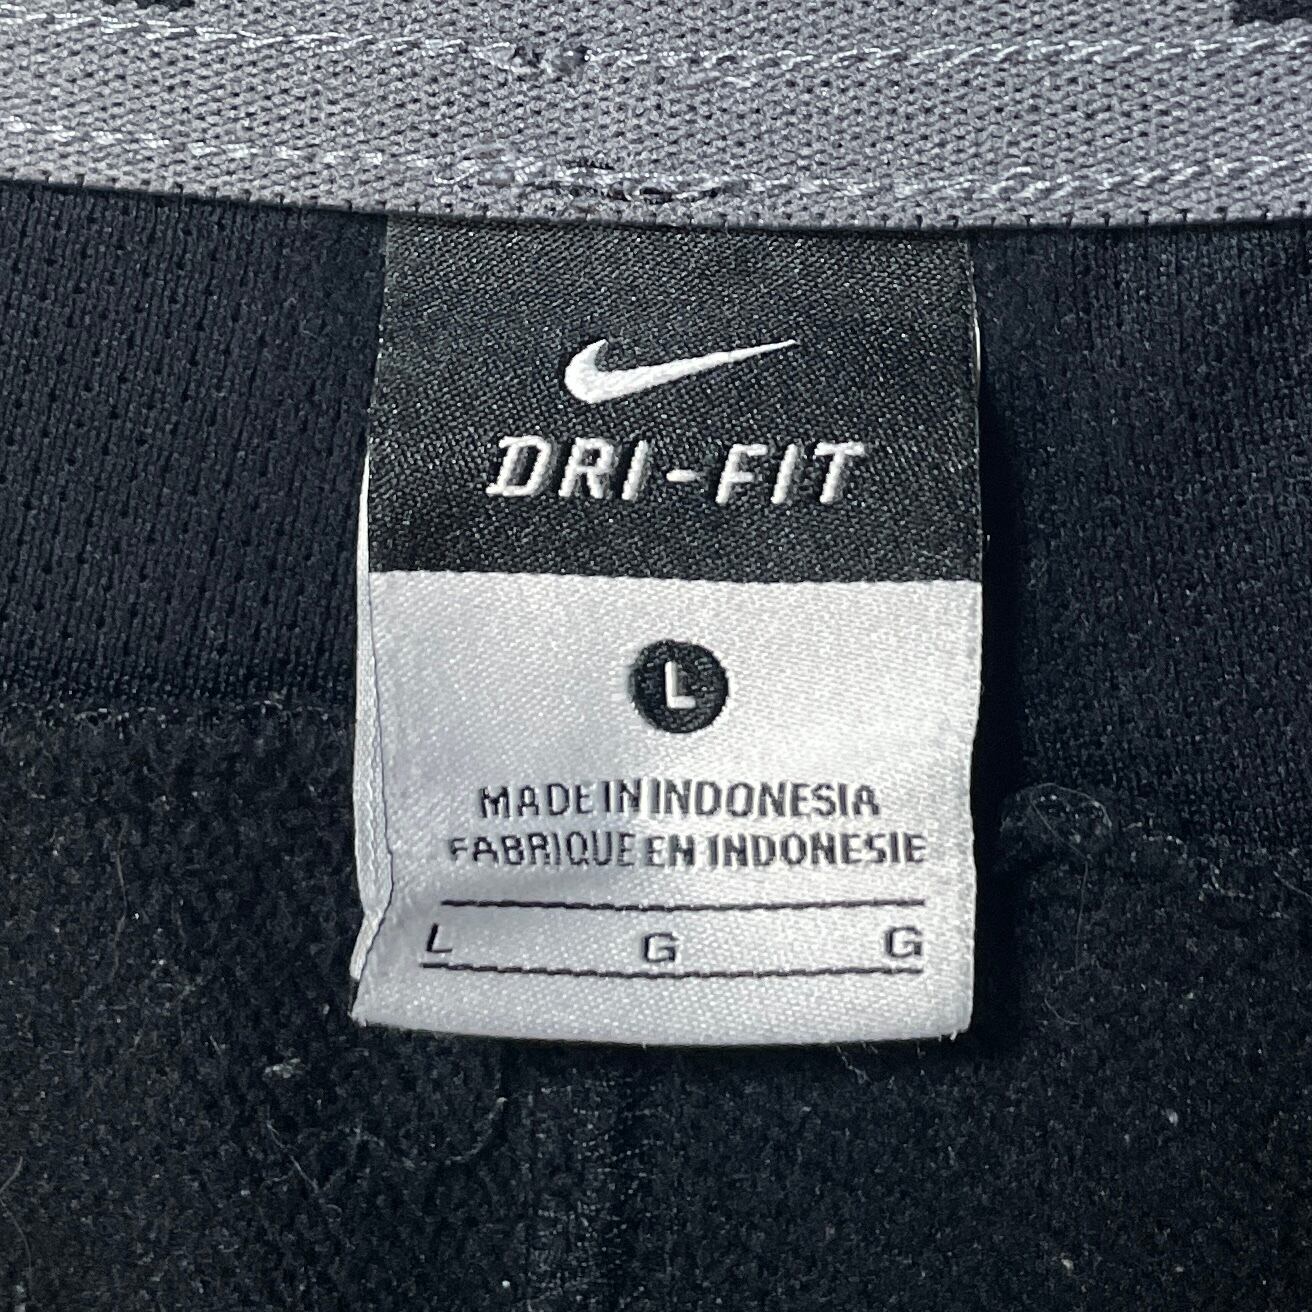 DRI-FIT
L
MADE IN INDONESIA
FABRIQUE EN INDONESIE
L G G